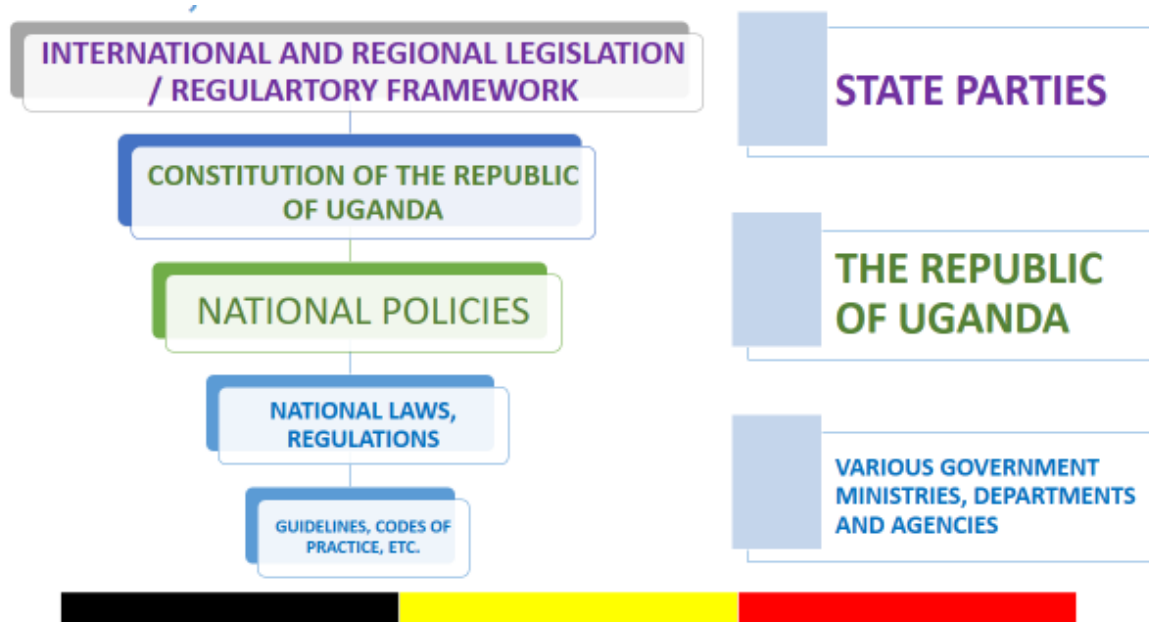 INTERNATIONAL AND REGIONAL LEGISLATION
/ REGULARTORY FRAMEWORK
CONSTITUTION OF THE REPUBLIC
OF UGANDA
NATIONAL POLICIES
NATIONAL LAWS,
REGULATIONS
GUIDELINES, CODES OF
PRACTICE, ETC.
STATE PARTIES
THE REPUBLIC
OF UGANDA
VARIOUS GOVERNMENT
MINISTRIES, DEPARTMENTS
AND AGENCIES